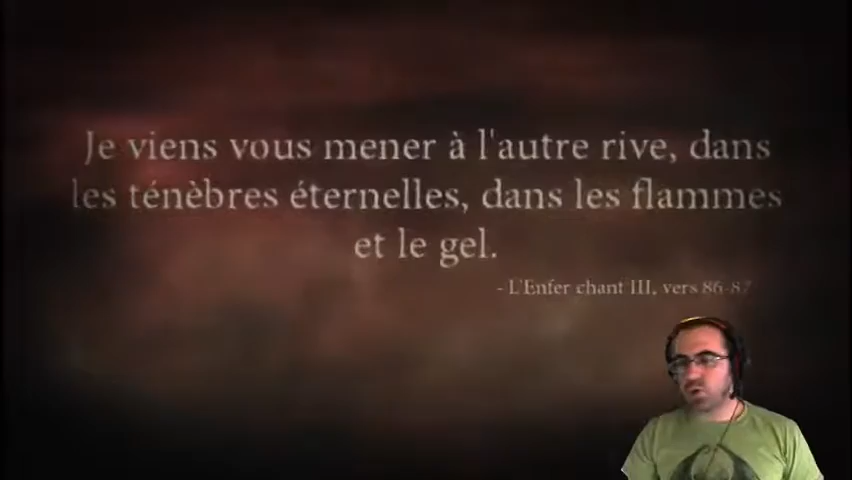 Je viens vous mener à l'autre rive, dans
les ténèbres éternelles, dans les flammes
et le gel.
- L'Enfer chant III, vers 86-87